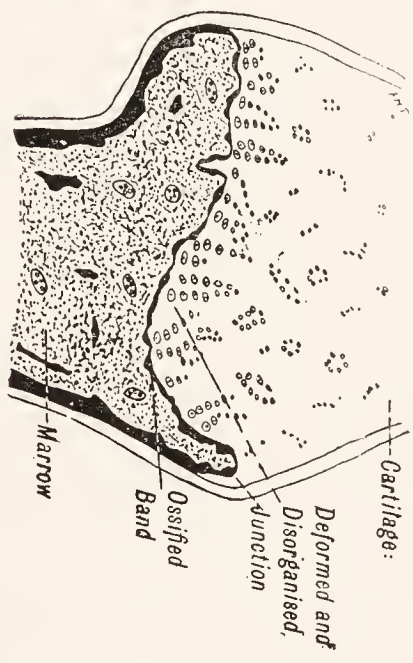 Cartilage:
Deformed and
Disorganised,
Junction
Ossified
Band
Marrow